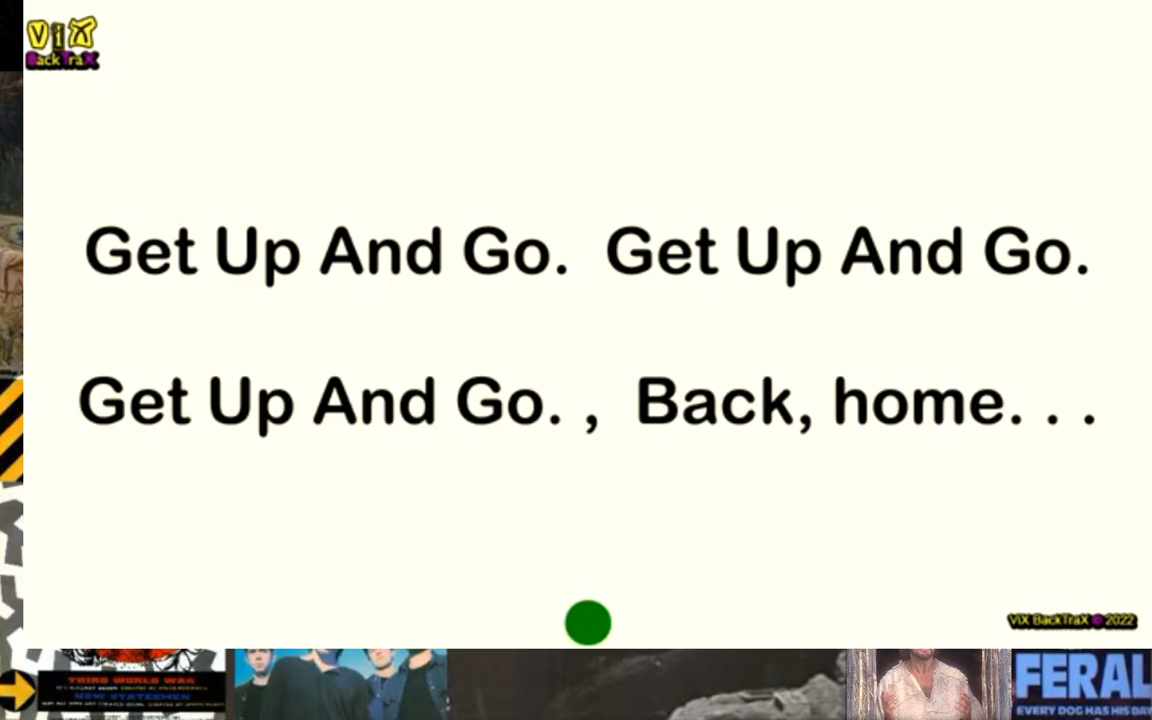 ViX
BackTraX
Get Up And Go. Get Up And Go.
Get Up And Go. , Back, home. . .
ViX BackTraX © 2022
THIRD WORLD WAR
NEW STATESMEN
FERAL
EVERY DOG HAS HIS DAY